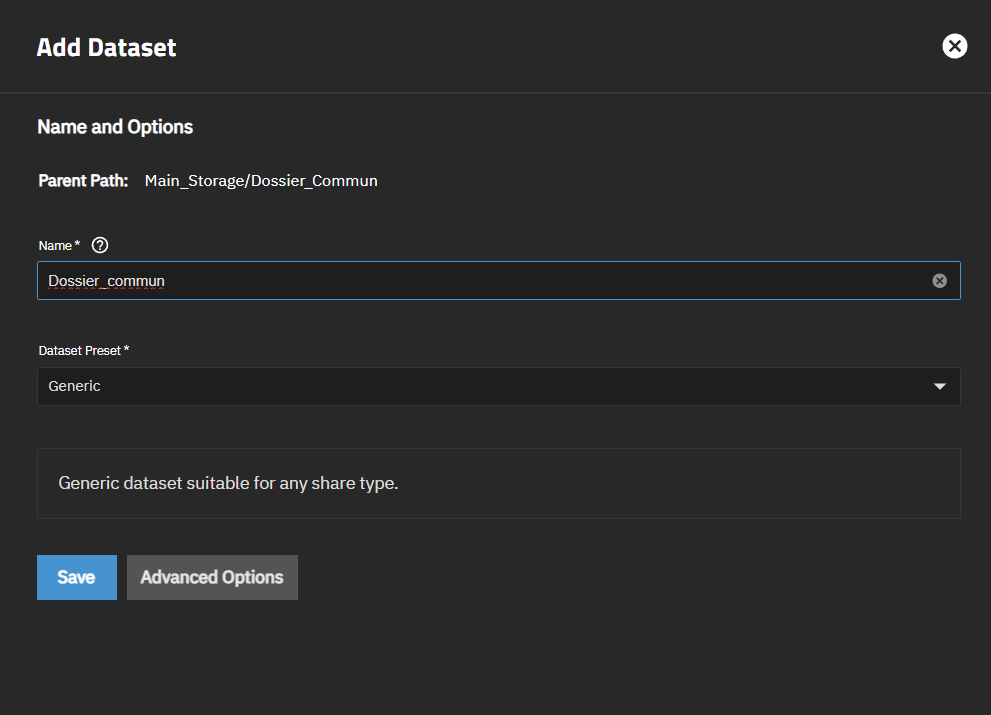 Add Dataset
Name and Options
Parent Path: Main_Storage/Dossier_Commun
Name *
Dossier_commun
Dataset Preset *
Generic
Generic dataset suitable for any share type.
Save Advanced Options